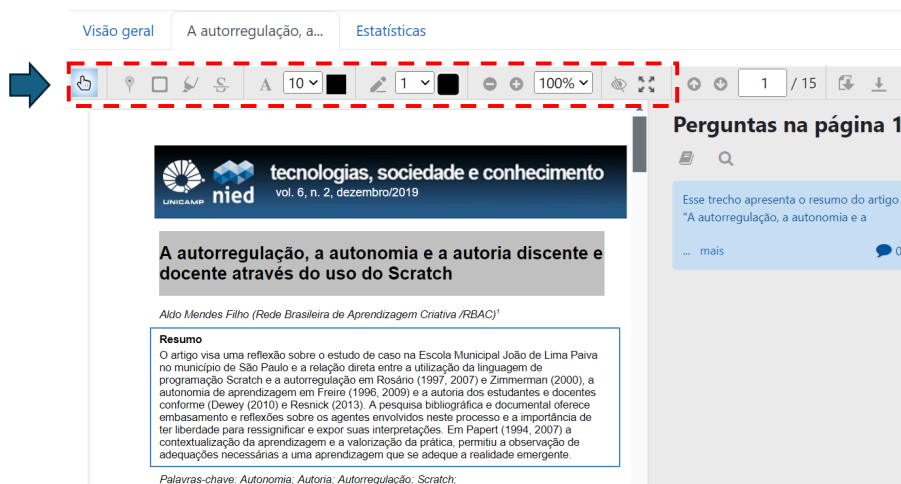 Visão geral
A autorregulação, a...
Estatísticas
A 10 1 100% 1 / 15
Perguntas na página 1
UNICAMP
nied
tecnologias, sociedade e conhecimento
vol. 6, n. 2, dezembro/2019
Esse trecho apresenta o resumo do artigo
"A autorregulação, a autonomia e a
... mais
0
A autorregulação, a autonomia e a autoria discente e
docente através do uso do Scratch
Aldo Mendes Filho (Rede Brasileira de Aprendizagem Criativa /RBAC)¹
Resumo
O artigo visa uma reflexão sobre o estudo de caso na Escola Municipal João de Lima Paiva
no município de São Paulo e a relação direta entre a utilização da linguagem de
programação Scratch e a autorregulação em Rosário (1997, 2007) e Zimmerman (2000), a
autonomia de aprendizagem em Freire (1996, 2009) e a autoria dos estudantes e docentes
conforme (Dewey (2010) e Resnick (2013). A pesquisa bibliográfica e documental oferece
embasamento e reflexões sobre os agentes envolvidos neste processo e a importância de
ter liberdade para ressignificar e expor suas interpretações. Em Papert (1994, 2007) a
contextualização da aprendizagem e a valorização da prática, permitiu a observação de
adequações necessárias a uma aprendizagem que se adeque a realidade emergente.
Palavras-chave: Autonomia; Autoria; Autorregulação; Scratch;